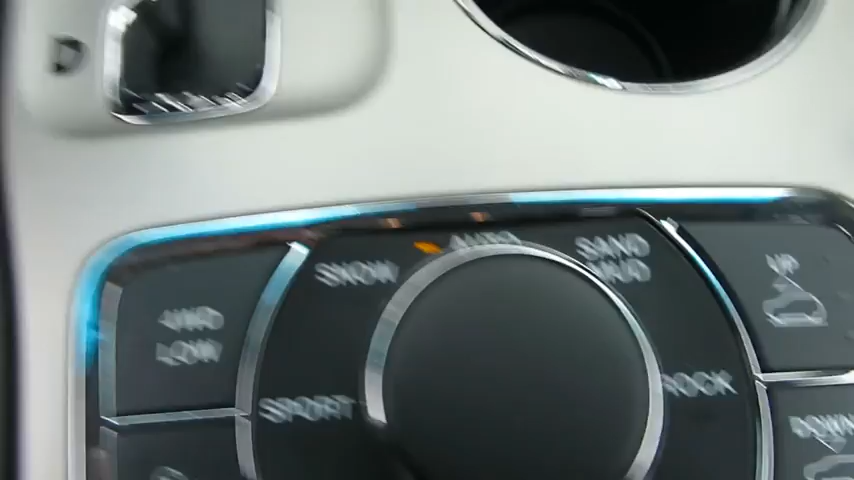 D
SNOW
AUTO
SAND
MUD
UP
4WD
LOW
SPORT
ROCK
DOWN